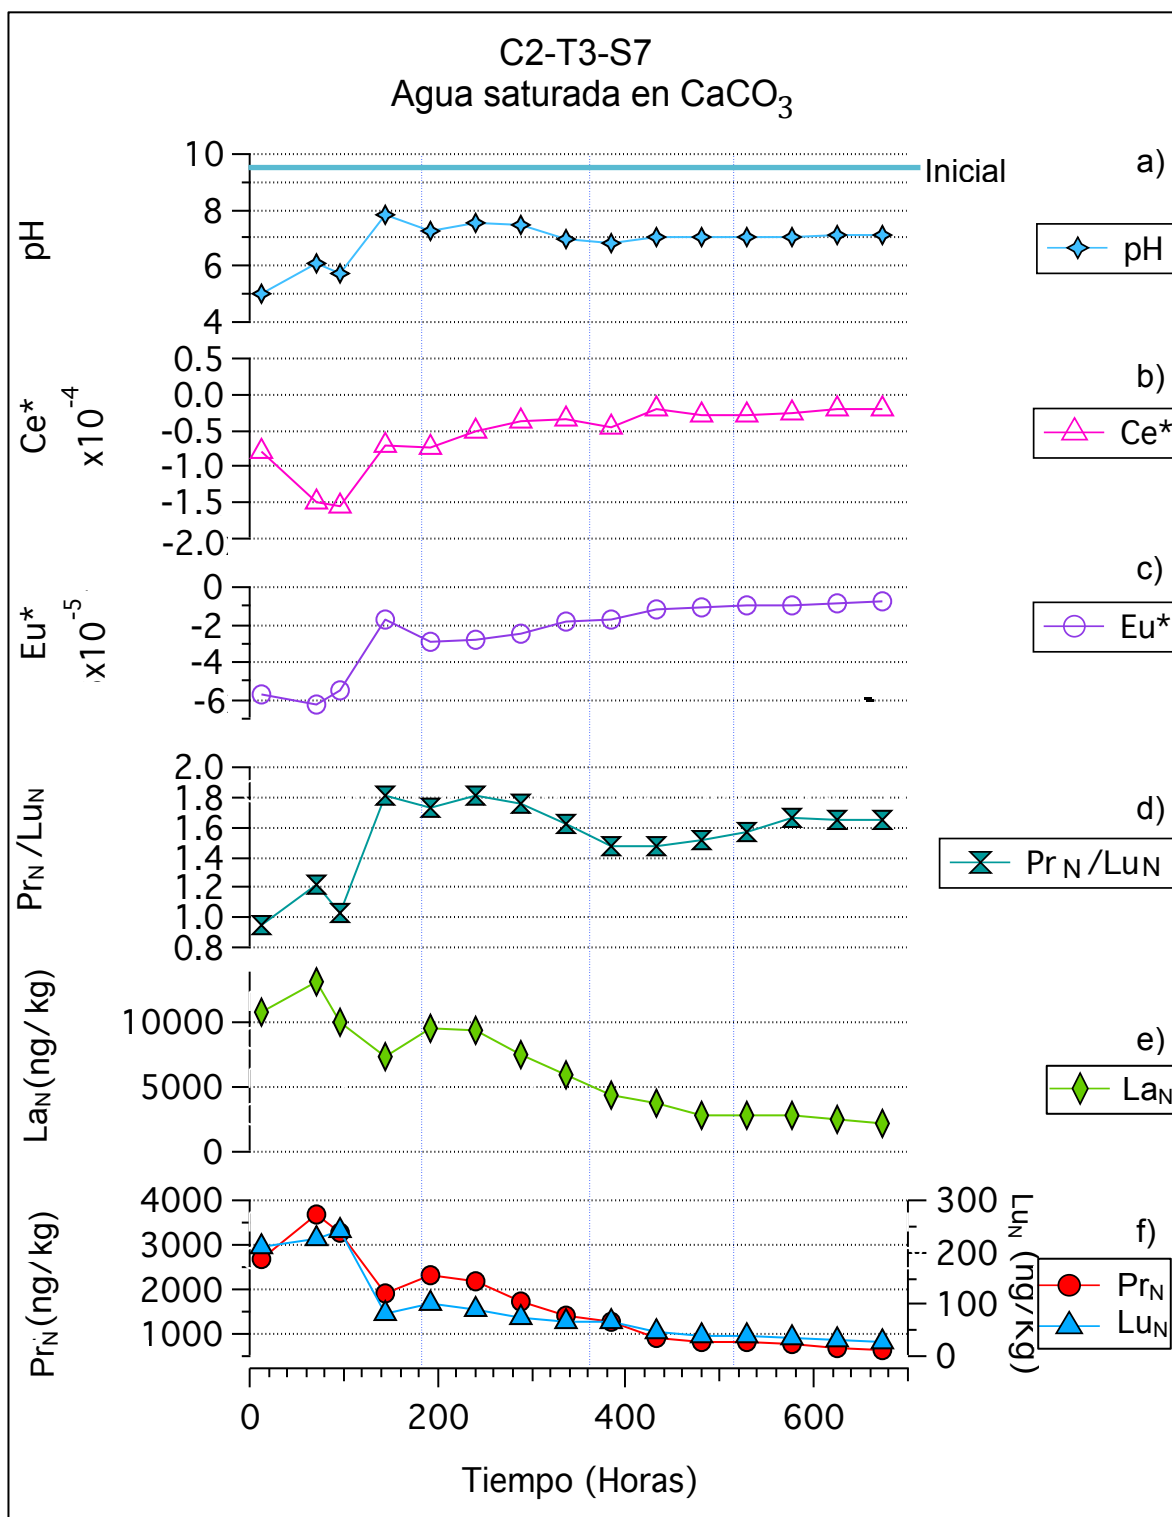 C2-T3-S7
Agua saturada en CaCO3
10
8
6
4
pH
Inicial
a)
pH
0.5
0.0
-0.5
-1.0
-1.5
-2.0
Ce*
x10-4
b)
Ce*
0
-2
-4
-6
Eu*
x10-5
c)
Eu*
2.0
1.8
1.6
1.4
1.2
1.0
0.8
PrN/LuN
d)
PrN/LuN
10000
5000
0
LaN(ng/kg)
e)
LaN
4000
3000
2000
1000
PrN(ng/kg)
300
200
100
0
LuN (ng/Kg)
f)
PrN
LuN
0 200 400 600
Tiempo (Horas)